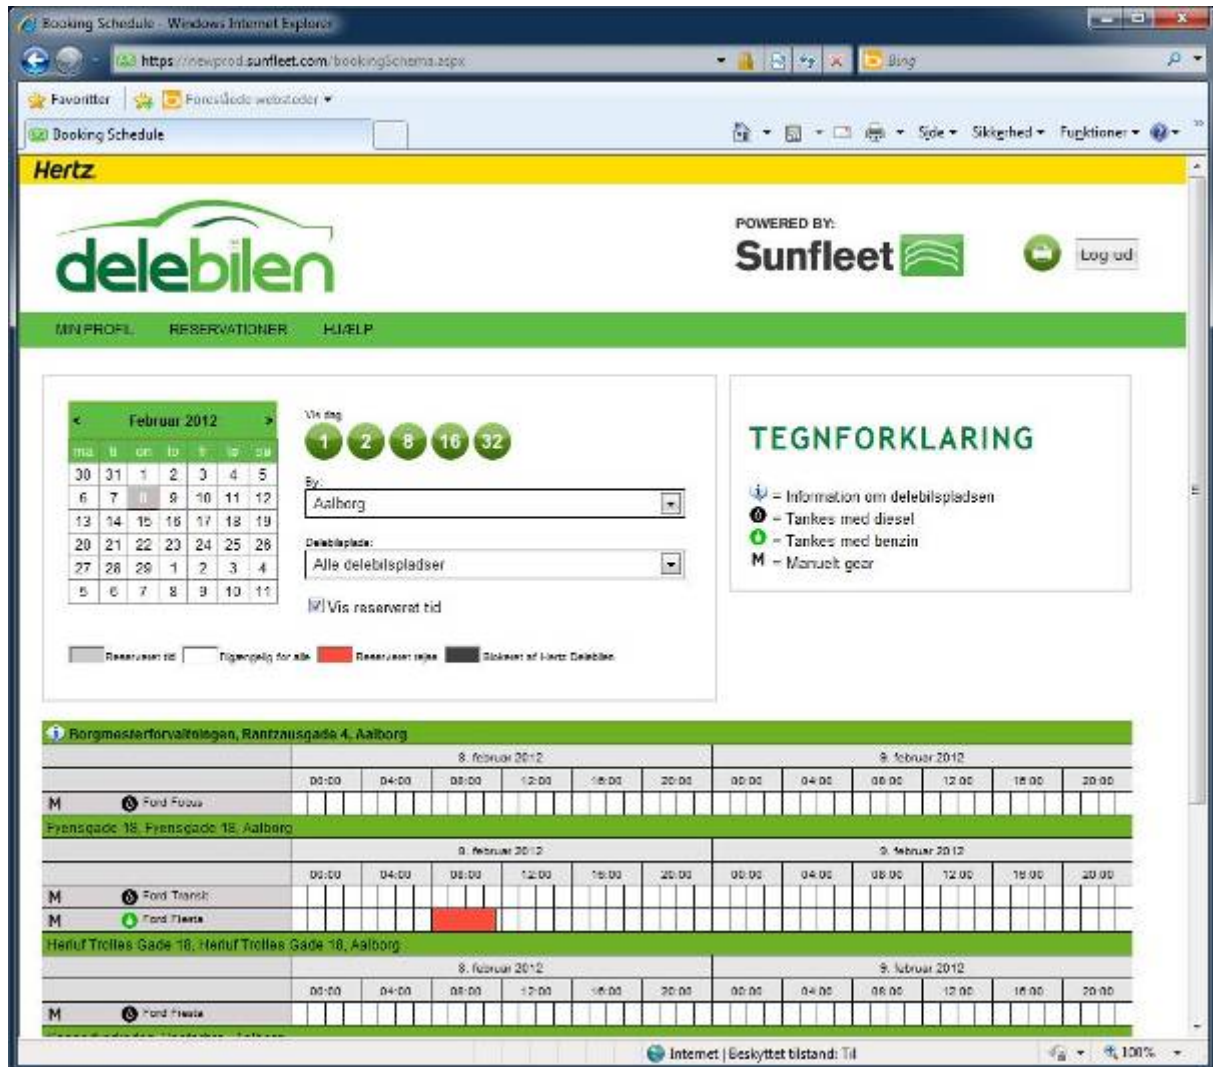 Booking Schedule - Windows Internet Explorer
https://newprod.sunfleet.com/bookingSchema.aspx
Bing
Favoritter
Foreslåede websteder
Booking Schedule
Side
Sikkerhed
Funktioner
Hertz
delebilen
POWERED BY:
Sunfleet
Log ud
MIN PROFIL RESERVATIONER HJÆLP
< Februar 2012 >
ma ti on to fr lø sø
30 31 1 2 3 4 5
6 7 8 9 10 11 12
13 14 15 16 17 18 19
20 21 22 23 24 25 26
27 28 29 1 2 3 4
5 6 7 8 9 10 11
Vis dag
1 2 8 16 32
By:
Aalborg
Delebilsplads:
Alle delebilspladser
Vis reserveret tid
Reserveret tid Tilgængelig for alle Reserveret rejse Blokeret af Hertz Delebilen
TEGNFORKLARING
= Information om delebilspladsen
= Tankes med diesel
= Tankes med benzin
M = Manuelt gear
Borgmesterforvaltningen, Rantzausgade 4, Aalborg
8. februar 2012 9. februar 2012
00:00 04:00 08:00 12:00 16:00 20:00 00:00 04:00 08:00 12:00 16:00 20:00
M Ford Focus
Fyensgade 18, Fyensgade 18, Aalborg
8. februar 2012 9. februar 2012
00:00 04:00 08:00 12:00 16:00 20:00 00:00 04:00 08:00 12:00 16:00 20:00
M Ford Transit
M Ford Fiesta
Herluf Trolles Gade 18, Herluf Trolles Gade 18, Aalborg
8. februar 2012 9. februar 2012
00:00 04:00 08:00 12:00 16:00 20:00 00:00 04:00 08:00 12:00 16:00 20:00
M Ford Fiesta
Internet | Beskyttet tilstand: Til
100%